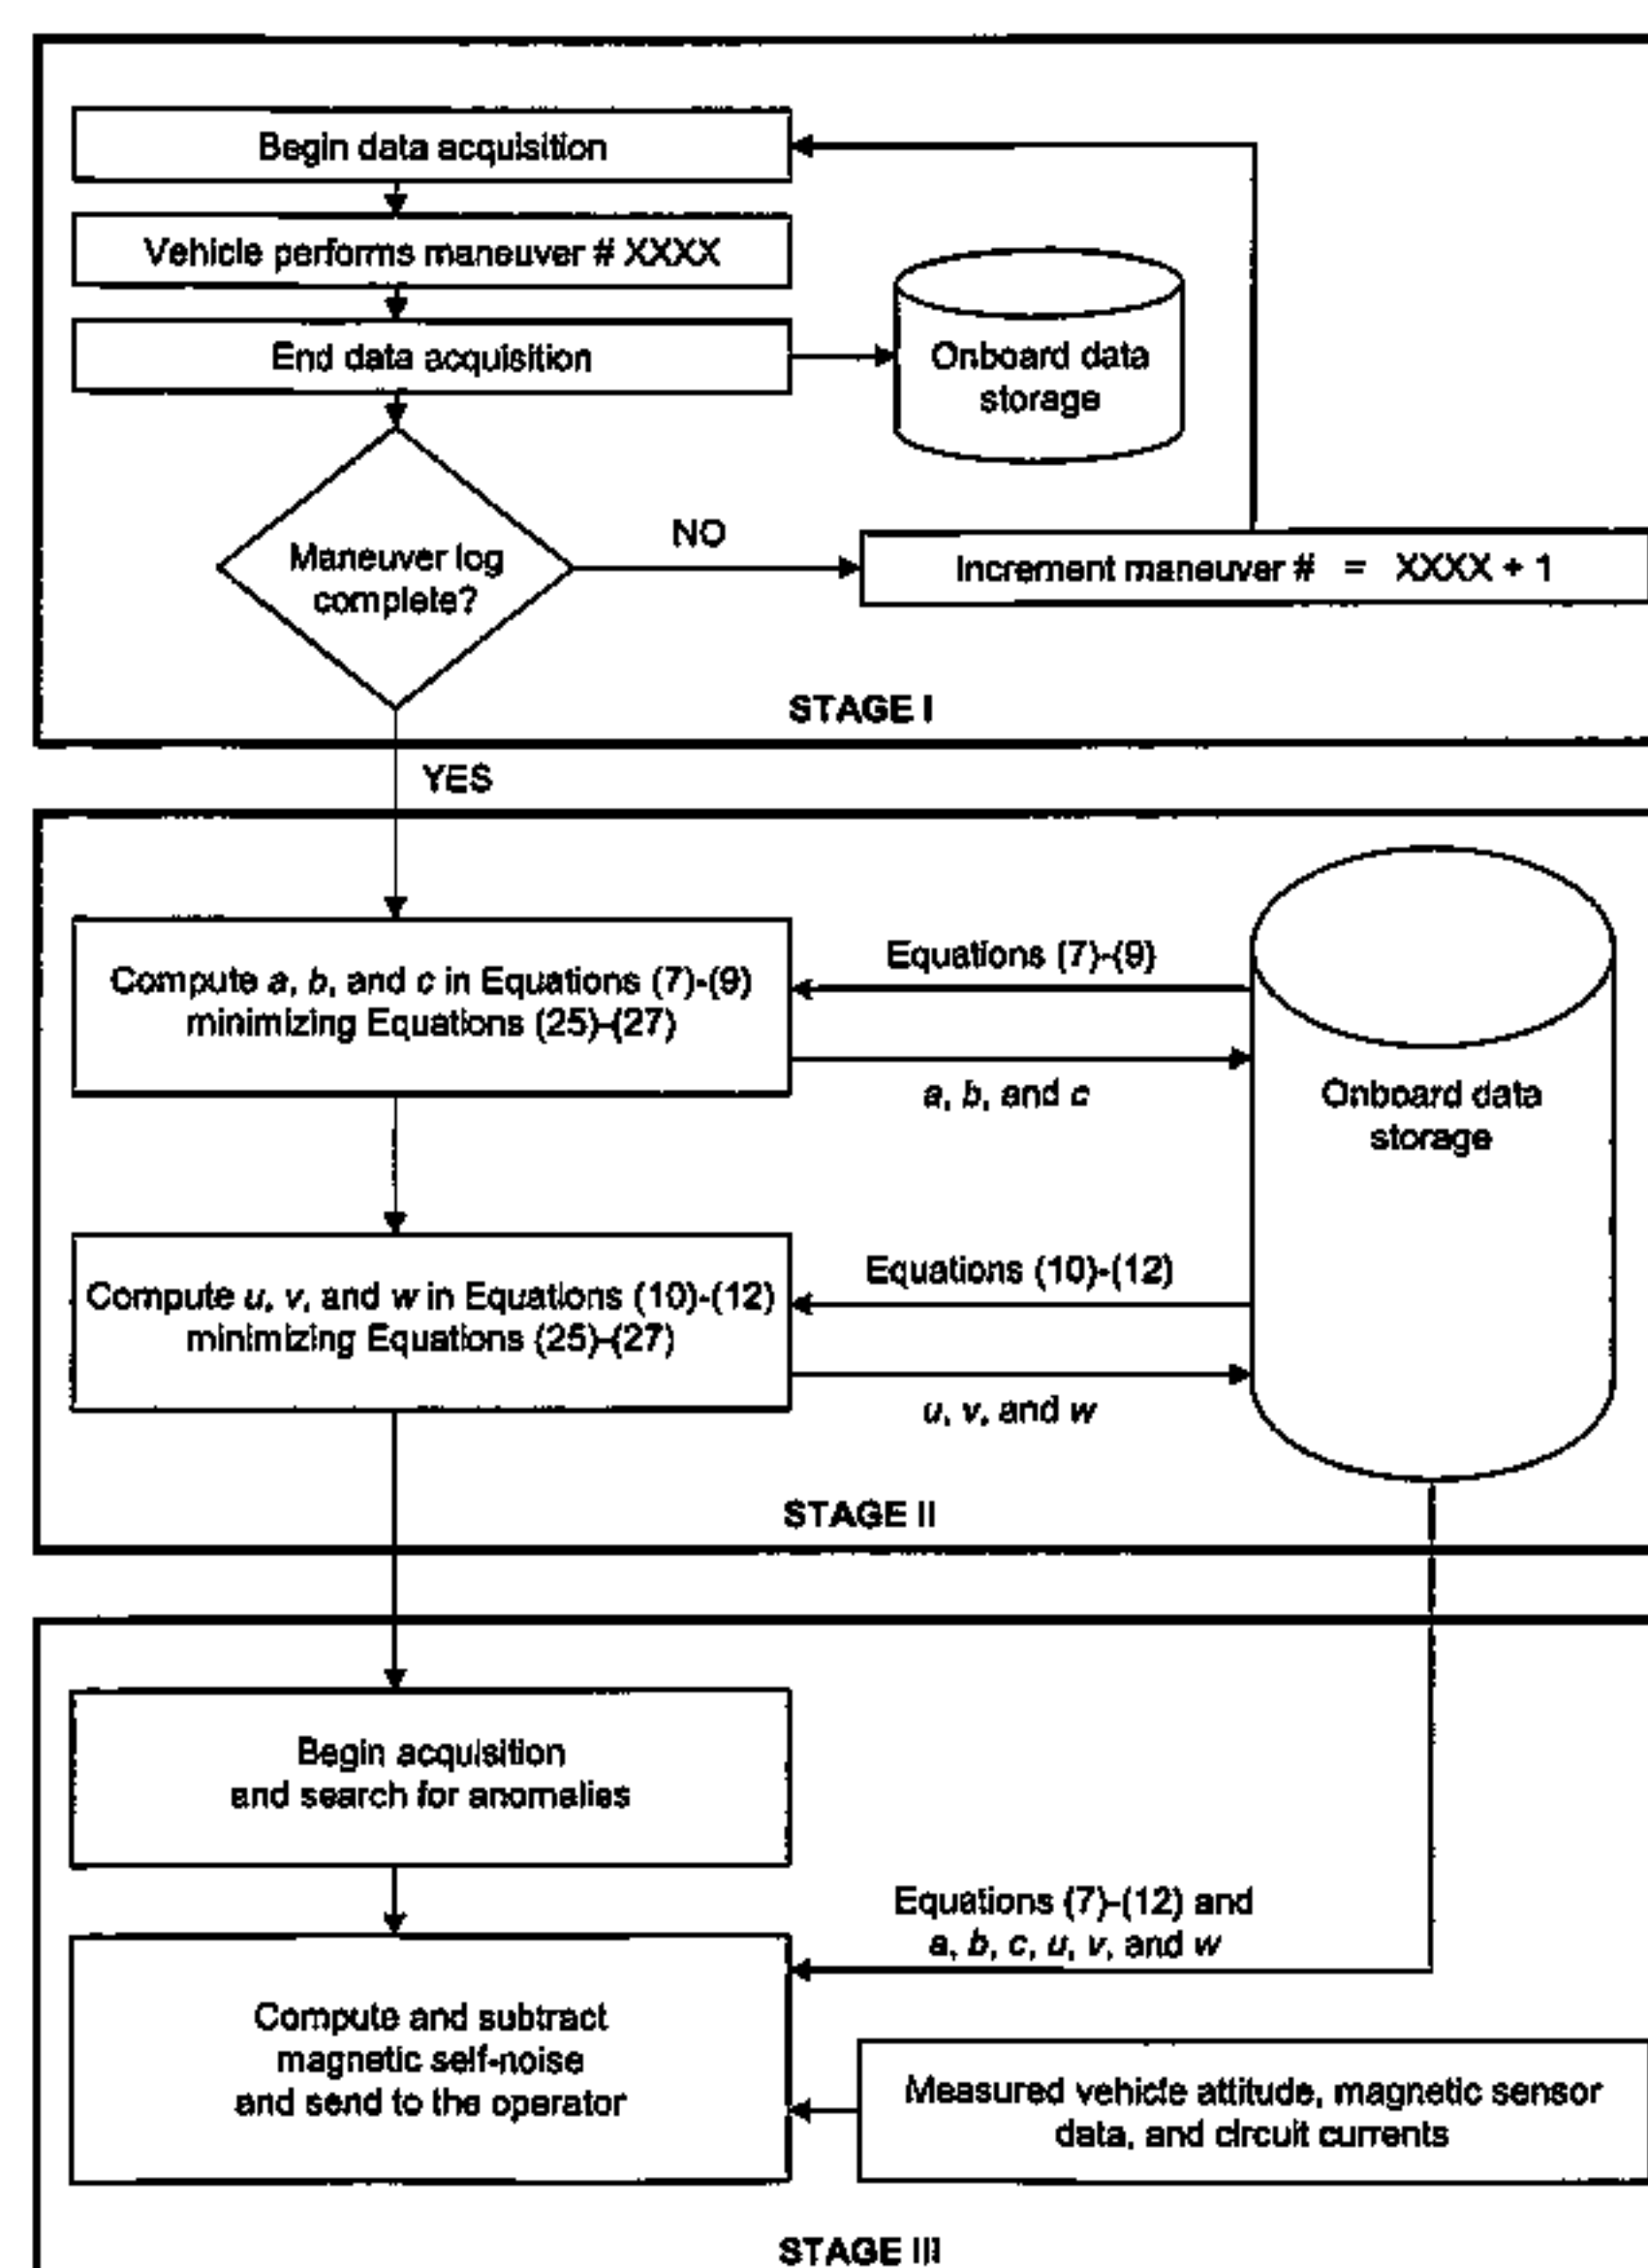 Begin data acquisition
Vehicle performs maneuver # XXXX
End data acquisition
Onboard data
storage
Maneuver log
complete?
NO
Increment maneuver # = XXXX + 1
STAGE I
YES
Compute a, b, and c in Equations (7)-(9)
minimizing Equations (25)-(27)
Equations (7)-(9)
a, b, and c
Onboard data
storage
Compute u, v, and w in Equations (10)-(12)
minimizing Equations (25)-(27)
Equations (10)-(12)
u, v, and w
STAGE II
Begin acquisition
and search for anomalies
Equations (7)-(12) and
a, b, c, u, v, and w
Compute and subtract
magnetic self-noise
and send to the operator
Measured vehicle attitude, magnetic sensor
data, and circuit currents
STAGE III